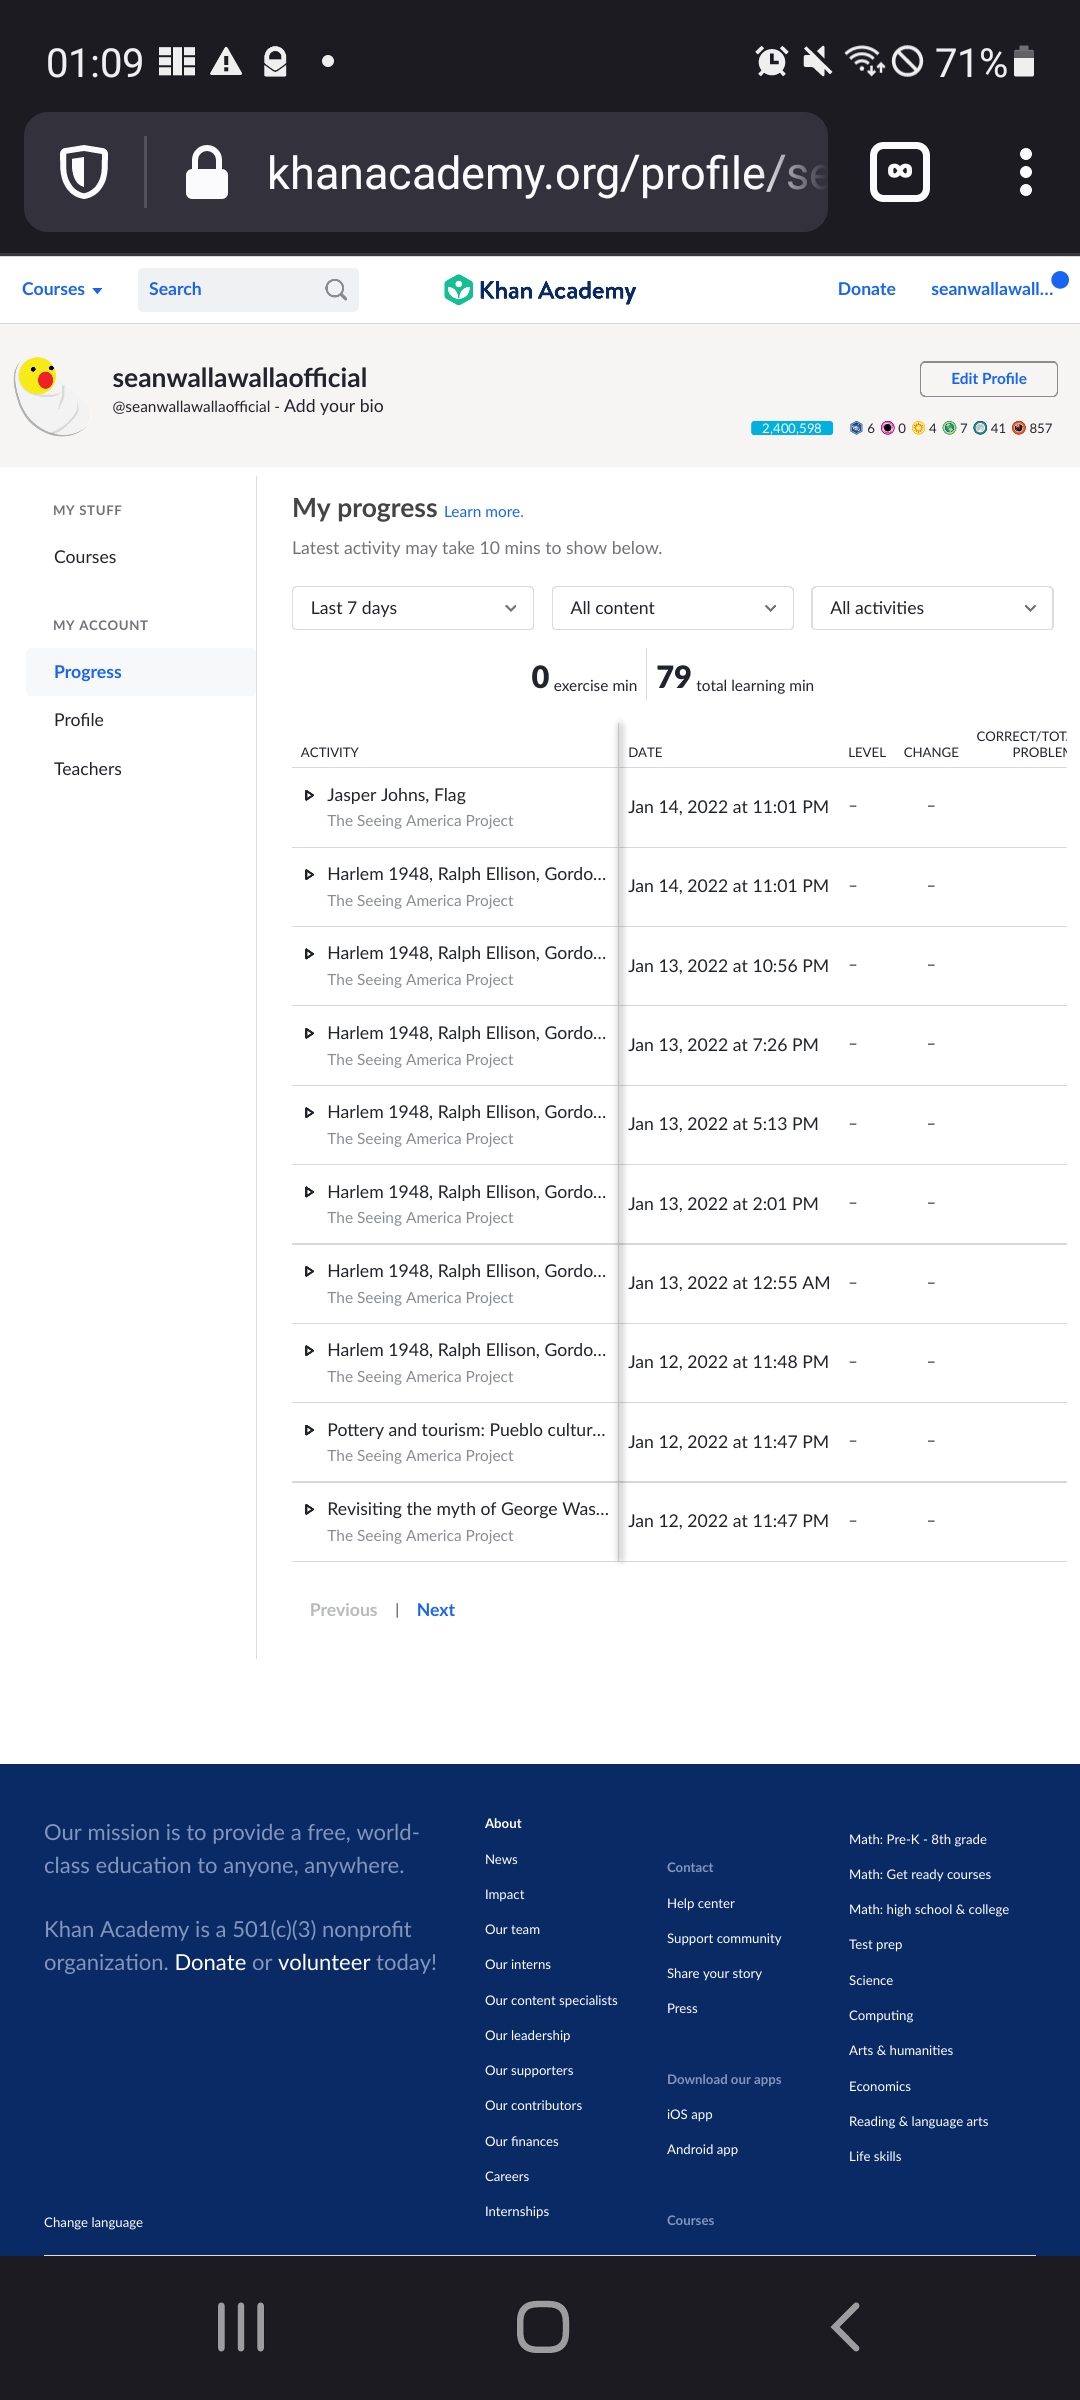 01:09
71%
khanacademy.org/profile/se
Courses
Search
Khan Academy
Donate
seanwallawall...
seanwallawallaofficial
@seanwallawallaofficial - Add your bio
Edit Profile
2,400,598 6 0 4 7 41 857
MY STUFF
Courses
MY ACCOUNT
Progress
Profile
Teachers
My progress Learn more.
Latest activity may take 10 mins to show below.
Last 7 days
All content
All activities
0 exercise min
79 total learning min
ACTIVITY DATE LEVEL CHANGE CORRECT/TOT
PROBLEM
Jasper Johns, Flag
The Seeing America Project
Jan 14, 2022 at 11:01 PM – –
Harlem 1948, Ralph Ellison, Gordo...
The Seeing America Project
Jan 14, 2022 at 11:01 PM – –
Harlem 1948, Ralph Ellison, Gordo...
The Seeing America Project
Jan 13, 2022 at 10:56 PM – –
Harlem 1948, Ralph Ellison, Gordo...
The Seeing America Project
Jan 13, 2022 at 7:26 PM – –
Harlem 1948, Ralph Ellison, Gordo...
The Seeing America Project
Jan 13, 2022 at 5:13 PM – –
Harlem 1948, Ralph Ellison, Gordo...
The Seeing America Project
Jan 13, 2022 at 2:01 PM – –
Harlem 1948, Ralph Ellison, Gordo...
The Seeing America Project
Jan 13, 2022 at 12:55 AM – –
Harlem 1948, Ralph Ellison, Gordo...
The Seeing America Project
Jan 12, 2022 at 11:48 PM – –
Pottery and tourism: Pueblo cultur...
The Seeing America Project
Jan 12, 2022 at 11:47 PM – –
Revisiting the myth of George Was...
The Seeing America Project
Jan 12, 2022 at 11:47 PM – –
Previous | Next
Our mission is to provide a free, world-
class education to anyone, anywhere.
Khan Academy is a 501(c)(3) nonprofit
organization. Donate or volunteer today!
Change language
About
News
Impact
Our team
Our interns
Our content specialists
Our leadership
Our supporters
Our contributors
Our finances
Careers
Internships
Contact
Help center
Support community
Share your story
Press
Download our apps
iOS app
Android app
Courses
Math: Pre-K - 8th grade
Math: Get ready courses
Math: high school & college
Test prep
Science
Computing
Arts & humanities
Economics
Reading & language arts
Life skills